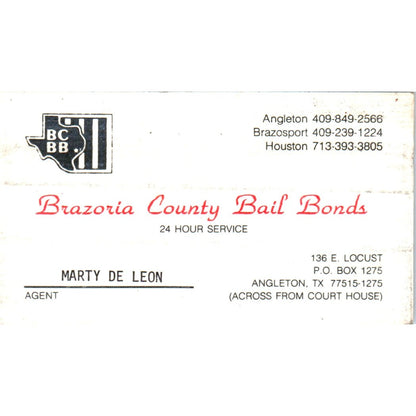 BC
BB
Angleton 409-849-2566
Brazosport 409-239-1224
Houston 713-393-3805
Brazoria County Bail Bonds
24 HOUR SERVICE
MARTY DE LEON
AGENT
136 E. LOCUST
P.O. BOX 1275
ANGLETON, TX 77515-1275
(ACROSS FROM COURT HOUSE)